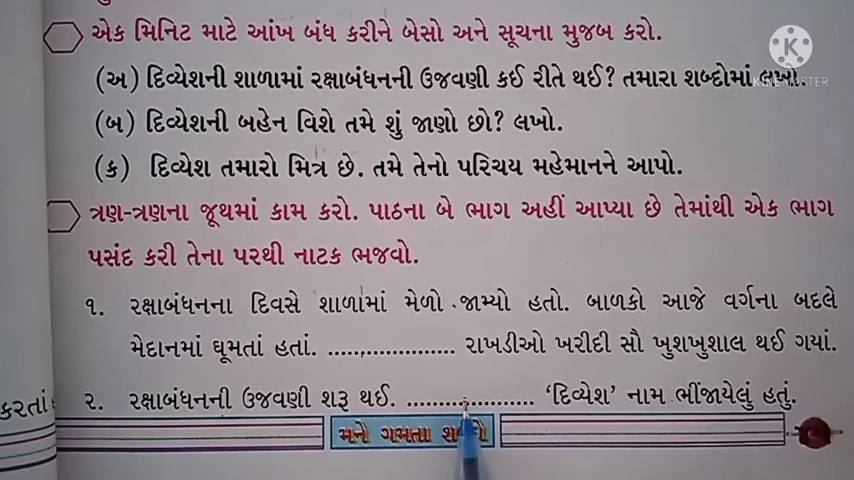 એક મિનિટ માટે આંખ બંધ કરીને બેસો અને સૂચના મુજબ કરો.
(અ) દિવ્યેશની શાળામાં રક્ષાબંધનની ઉજવણી કઈ રીતે થઈ? તમારા શબ્દોમાં લખો.
(બ) દિવ્યેશની બહેન વિશે તમે શું જાણો છો? લખો.
(ક) દિવ્યેશ તમારો મિત્ર છે. તમે તેનો પરિચય મહેમાનને આપો.
ત્રણ-ત્રણના જૂથમાં કામ કરો. પાઠના બે ભાગ અહીં આપ્યા છે તેમાંથી એક ભાગ
પસંદ કરી તેના પરથી નાટક ભજવો.
૧. રક્ષાબંધનના દિવસે શાળામાં મેળો જામ્યો હતો. બાળકો આજે વર્ગના બદલે
મેદાનમાં ઘૂમતાં હતાં. .................... રાખડીઓ ખરીદી સૌ ખુશખુશાલ થઈ ગયાં.
કરતાં
૨. રક્ષાબંધનની ઉજવણી શરૂ થઈ. .................... ‘દિવ્યેશ’ નામ ભીંજાયેલું હતું.
મને ગમતા